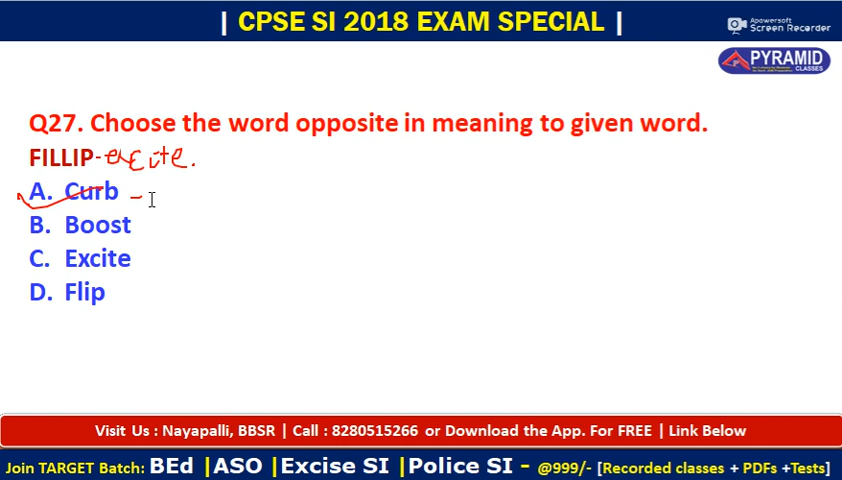 | CPSE SI 2018 EXAM SPECIAL |
Apowersoft
Screen Recorder
PYRAMID
CLASSES
Q27. Choose the word opposite in meaning to given word.
FILLIP-excite.
A. Curb -
B. Boost
C. Excite
D. Flip
Visit Us : Nayapalli, BBSR | Call : 8280515266 or Download the App. For FREE | Link Below
Join TARGET Batch: BEd |ASO |Excise SI |Police SI - @999/- [Recorded classes + PDFs +Tests]